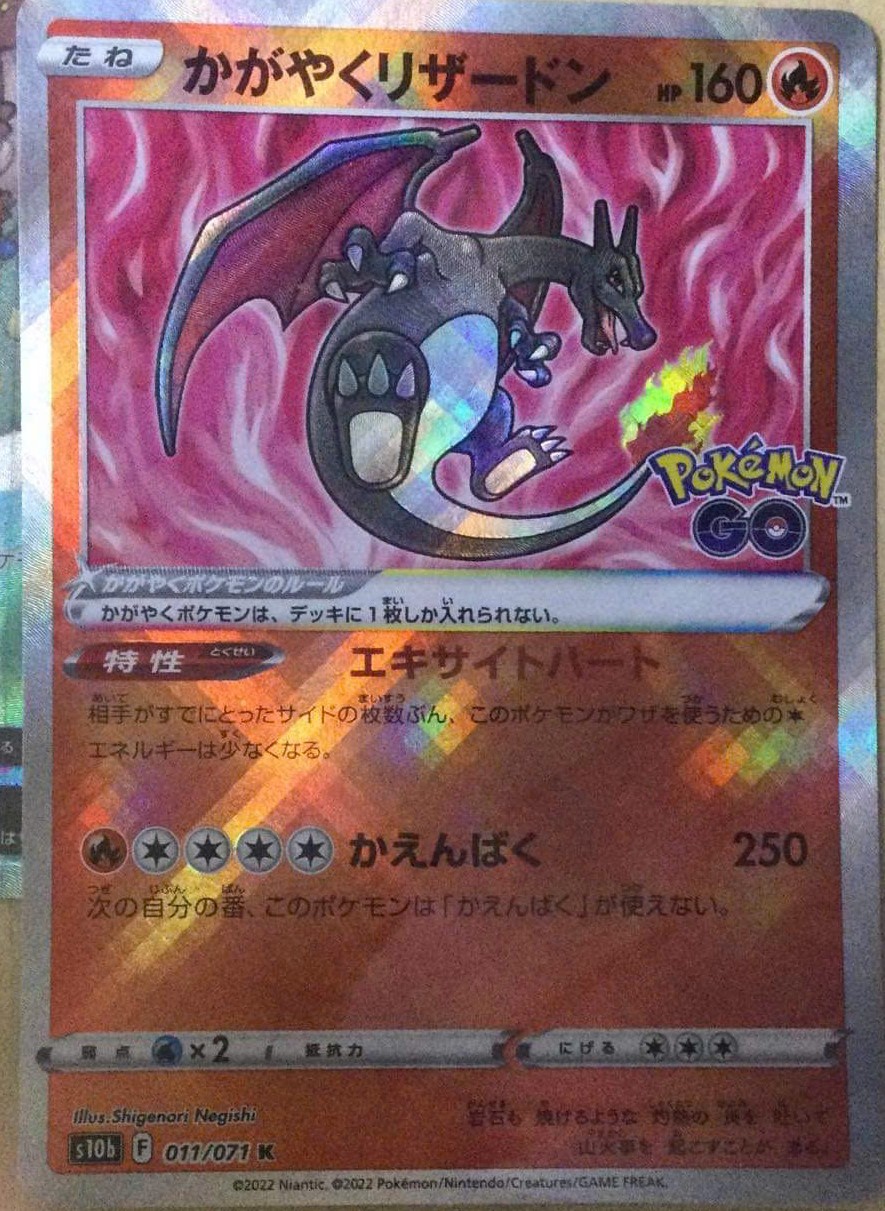 たね かがやくリザードン HP 160
Pokémon
GO
かがやくポケモンのルール
かがやくポケモンは、デッキに1枚しか入れられない。
特性 とくせい エキサイトハート
相手がすでにとったサイドの枚数ぶん、このポケモンがワザを使うための
エネルギーは少なくなる。
かえんばく 250
次の自分の番、このポケモンは「かえんばく」が使えない。
弱点 ×2 抵抗力 にげる
Illus. Shigenori Negishi
岩石も 焼けるような 灼熱の 炎を 吐いて
s10b F 011/071 K
山火事を 起こすことが ある。
©2022 Niantic. ©2022 Pokémon/Nintendo/Creatures/GAME FREAK.